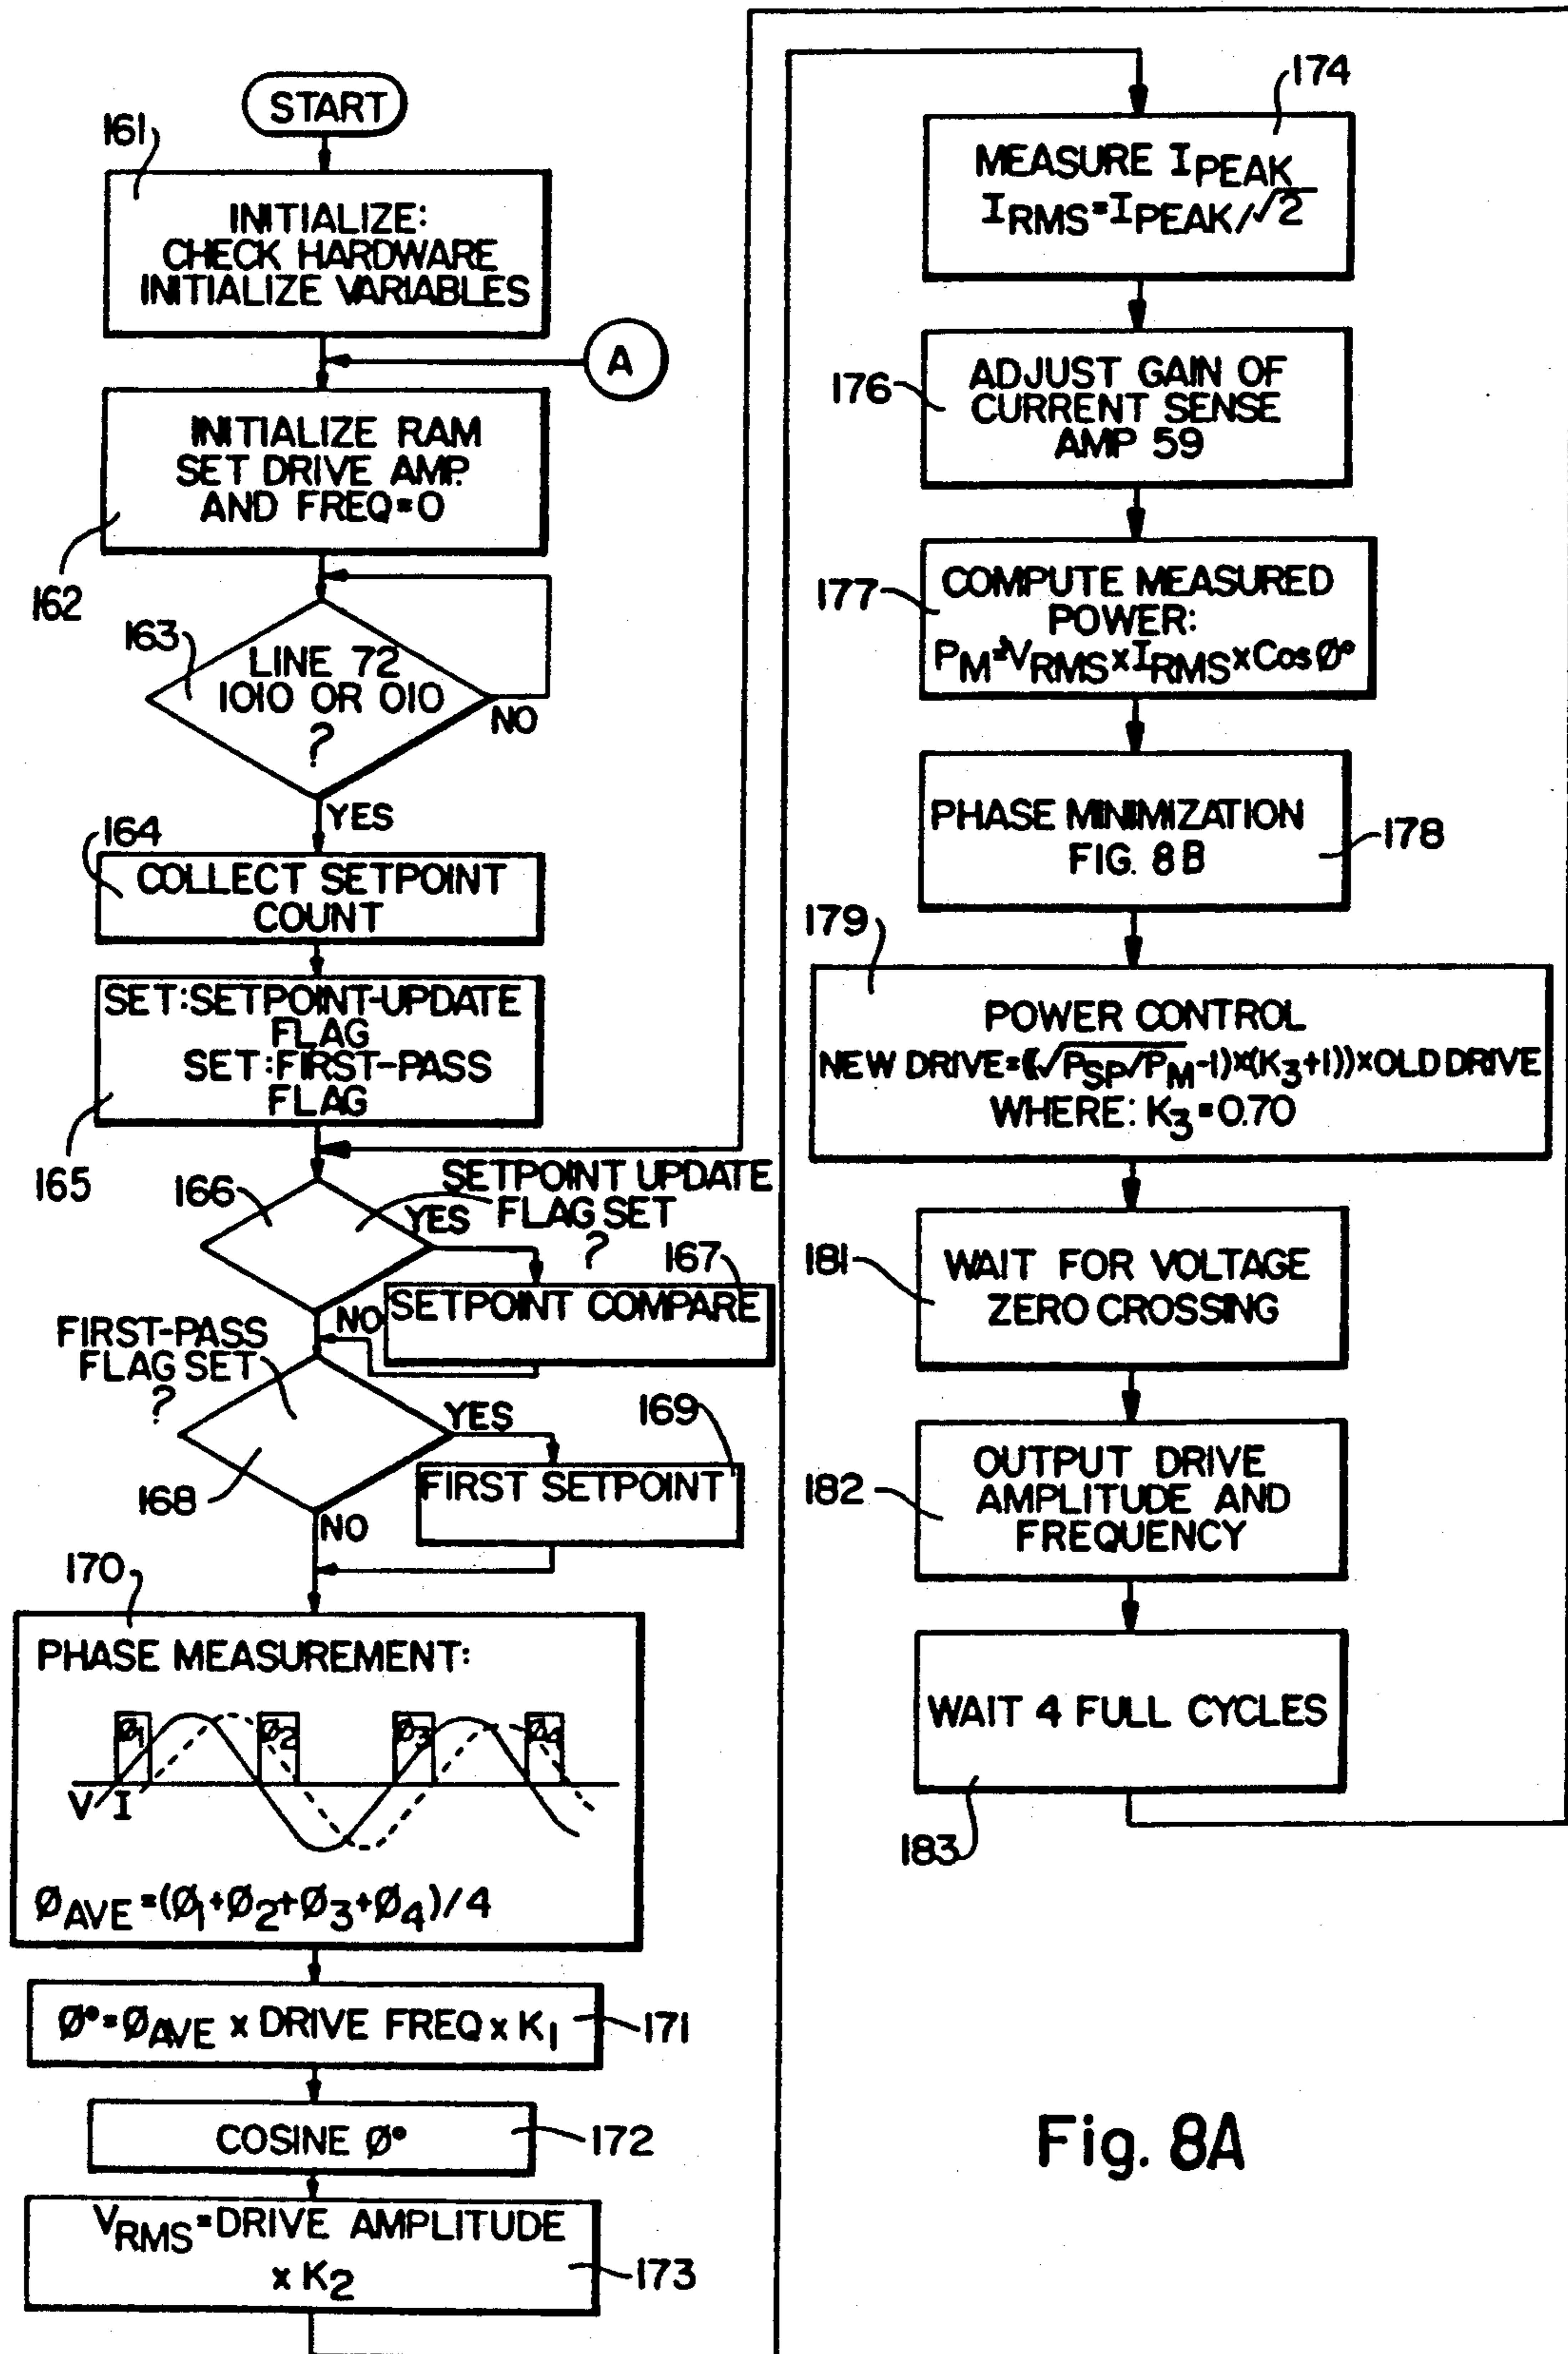 START
161
INITIALIZE:
CHECK HARDWARE
INITIALIZE VARIABLES
A
INITIALIZE RAM
SET DRIVE AMP.
AND FREQ=0
162
163
LINE 72
1010 OR 010
?
NO
YES
164
COLLECT SETPOINT
COUNT
SET:SETPOINT-UPDATE
FLAG
SET:FIRST-PASS
FLAG
165
166
SETPOINT UPDATE
FLAG SET
?
YES
167
NO
SETPOINT COMPARE
FIRST-PASS
FLAG SET
?
YES
169
168
FIRST SETPOINT
NO
170
PHASE MEASUREMENT:
Ø1 Ø2 Ø3 Ø4
V I
ØAVE=(Ø1+Ø2+Ø3+Ø4)/4
Ø°=ØAVE x DRIVE FREQ x K1
171
COSINE Ø°
172
VRMS=DRIVE AMPLITUDE
x K2
173
174
MEASURE IPEAK
IRMS=IPEAK/√2
176
ADJUST GAIN OF
CURRENT SENSE
AMP 59
177
COMPUTE MEASURED
POWER:
PM=VRMS x IRMS x Cos Ø°
PHASE MINIMIZATION
FIG. 8B
178
179
POWER CONTROL
NEW DRIVE=((√PSP/PM-1)x(K3+1))xOLD DRIVE
WHERE: K3=0.70
181
WAIT FOR VOLTAGE
ZERO CROSSING
182
OUTPUT DRIVE
AMPLITUDE AND
FREQUENCY
WAIT 4 FULL CYCLES
183
Fig. 8A